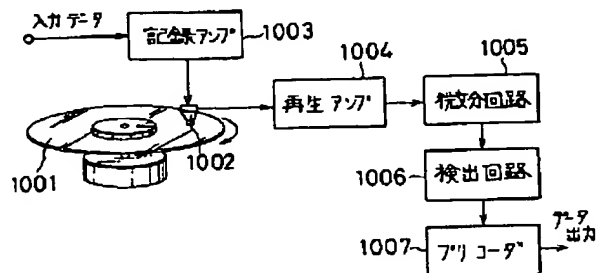 入力データ
記録アンプ
1003
1004
再生アンプ
1005
微分回路
1001
1002
1006
検出回路
1007
プリコーダ
データ
出力